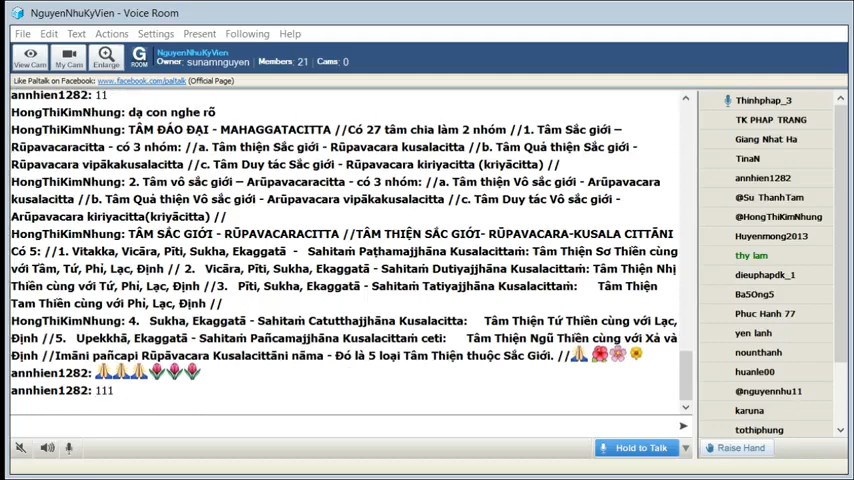 NguyenNhuKyVien - Voice Room
File Edit Text Actions Settings Present Following Help
View Cam My Cam Enlarge G ROOM
NguyenNhuKyVien
Owner: sunamnguyen, Members: 21, Cams: 0
Like Paltalk on Facebook: www.facebook.com/paltalk (Official Page)
annhien1282: 11
HongThiKimNhung: dạ con nghe rõ
HongThiKimNhung: TÂM ĐÁO ĐẠI - MAHAGGATACITTA //Có 27 tâm chia làm 2 nhóm //1. Tâm Sắc giới –
Rūpavacaracitta - có 3 nhóm: //a. Tâm thiện Sắc giới - Rūpavacara kusalacitta //b. Tâm Quả thiện Sắc giới -
Rūpavacara vipākakusalacitta //c. Tâm Duy tác Sắc giới - Rūpavacara kiriyacitta (kriyācitta) //
HongThiKimNhung: 2. Tâm vô sắc giới – Arūpavacaracitta - có 3 nhóm: //a. Tâm thiện Vô sắc giới - Arūpavacara
kusalacitta //b. Tâm Quả thiện Vô sắc giới - Arūpavacara vipākakusalacitta //c. Tâm Duy tác Vô sắc giới -
Arūpavacara kiriyacitta(kriyācitta) //
HongThiKimNhung: TÂM SẮC GIỚI - RŪPAVACARACITTA //TÂM THIỆN SẮC GIỚI- RŪPAVACARA-KUSALA CITTĀNI
Có 5: //1. Vitakka, Vicāra, Pīti, Sukha, Ekaggatā - Sahitaṁ Paṭhamajjhāna Kusalacittaṁ: Tâm Thiện Sơ Thiền cùng
với Tầm, Tứ, Phỉ, Lạc, Định // 2. Vicāra, Pīti, Sukha, Ekaggatā - Sahitaṁ Dutiyajjhāna Kusalacittaṁ: Tâm Thiện Nhị
Thiền cùng với Tứ, Phỉ, Lạc, Định //3. Pīti, Sukha, Ekaggatā - Sahitaṁ Tatiyajjhāna Kusalacittaṁ: Tâm Thiện
Tam Thiền cùng với Phỉ, Lạc, Định //
HongThiKimNhung: 4. Sukha, Ekaggatā - Sahitaṁ Catutthajjhāna Kusalacitta: Tâm Thiện Tứ Thiền cùng với Lạc,
Định //5. Upekkhā, Ekaggatā - Sahitaṁ Pañcamajjhāna Kusalacittaṁ ceti: Tâm Thiện Ngũ Thiền cùng với Xả và
Định //Imāni pañcapi Rūpāvacara Kusalacittāni nāma - Đó là 5 loại Tâm Thiện thuộc Sắc Giới. //
annhien1282:
annhien1282: 111
Hold to Talk
Thinhphap_3
TK PHAP TRANG
Giang Nhat Ha
TinaN
annhien1282
@Su ThanhTam
@HongThiKimNhung
Huyenmong2013
thy lam
dieuphapdk_1
Ba5Ong5
Phuc Hanh 77
yen lanh
nounthanh
huanle00
@nguyennhu11
karuna
tothiphung
Raise Hand